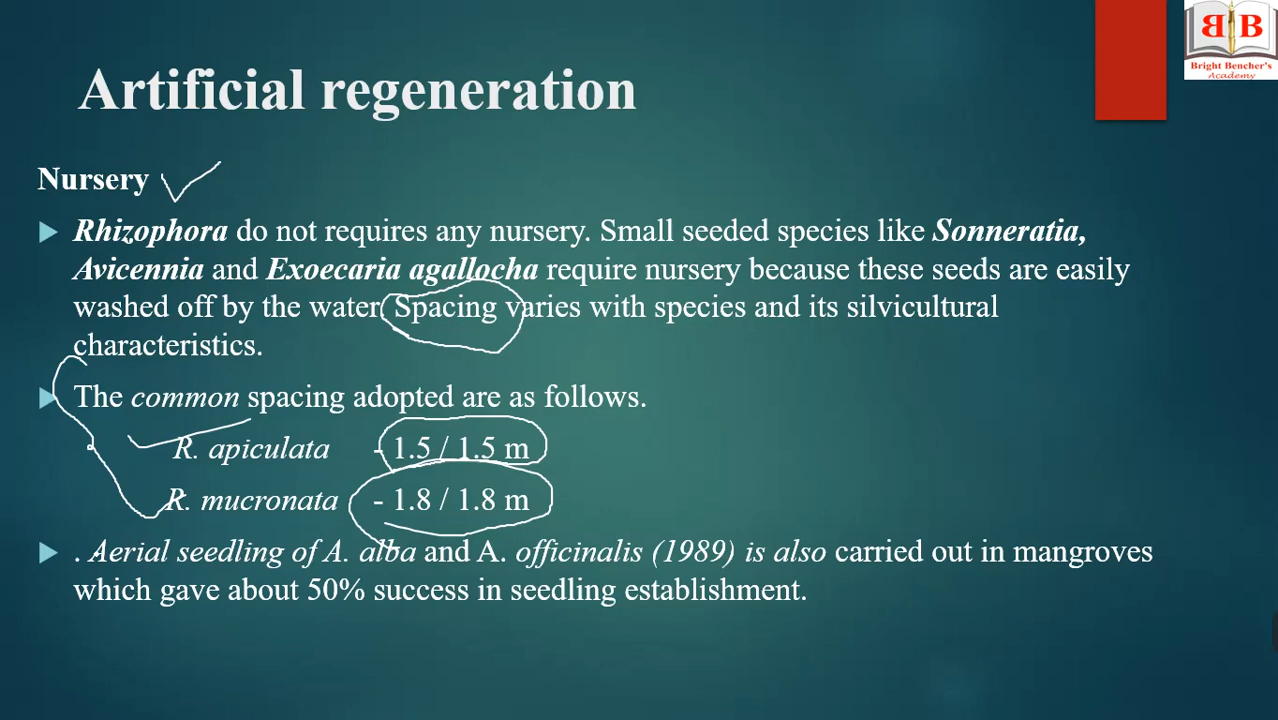 B B
Bright Bencher's
Academy
Artificial regeneration
Nursery
Rhizophora do not requires any nursery. Small seeded species like Sonneratia,
Avicennia and Exoecaria agallocha require nursery because these seeds are easily
washed off by the water. Spacing varies with species and its silvicultural
characteristics.
The common spacing adopted are as follows.
R. apiculata - 1.5 / 1.5 m
R. mucronata - 1.8 / 1.8 m
. Aerial seedling of A. alba and A. officinalis (1989) is also carried out in mangroves
which gave about 50% success in seedling establishment.